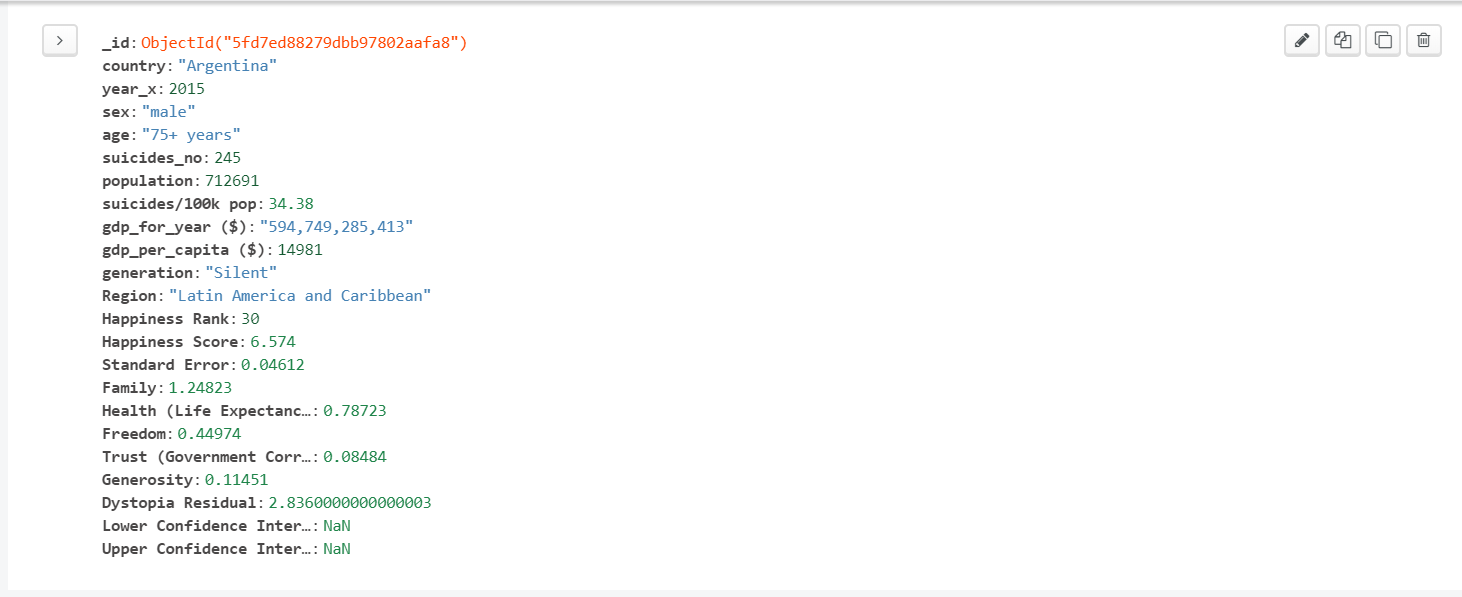 _id: ObjectId("5fd7ed88279dbb97802aafa8")
country: "Argentina"
year_x: 2015
sex: "male"
age: "75+ years"
suicides_no: 245
population: 712691
suicides/100k pop: 34.38
gdp_for_year ($): "594,749,285,413"
gdp_per_capita ($): 14981
generation: "Silent"
Region: "Latin America and Caribbean"
Happiness Rank: 30
Happiness Score: 6.574
Standard Error: 0.04612
Family: 1.24823
Health (Life Expectanc…: 0.78723
Freedom: 0.44974
Trust (Government Corr…: 0.08484
Generosity: 0.11451
Dystopia Residual: 2.8360000000000003
Lower Confidence Inter…: NaN
Upper Confidence Inter…: NaN